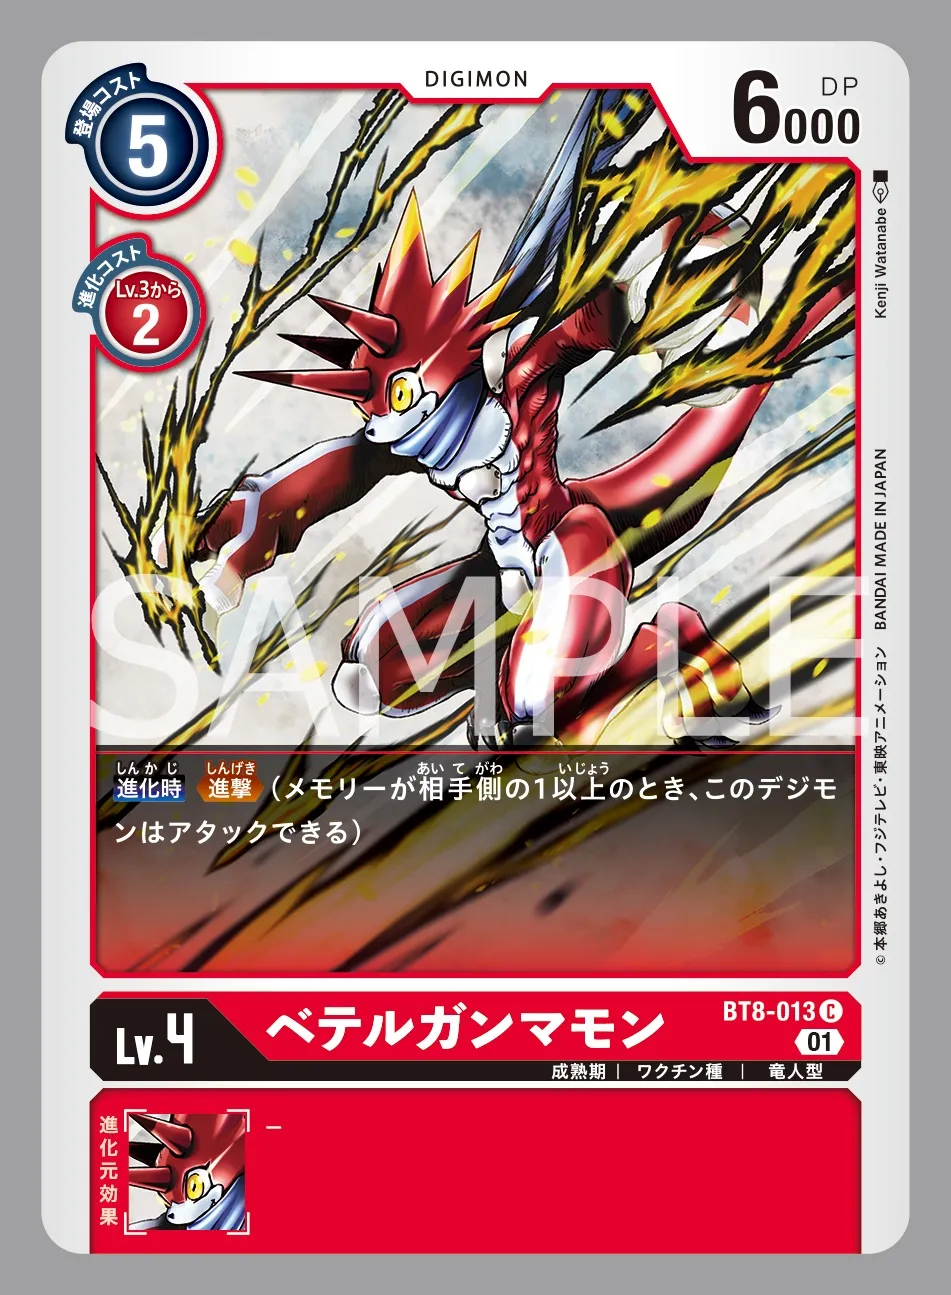 DIGIMON
登場コスト
5
6000
DP
進化コスト
Lv.3から
2
Kenji Watanabe
©本郷あきよし・フジテレビ・東映アニメーション BANDAI MADE IN JAPAN
SAMPLE
しんかじ しんげき あいてがわ いじょう
進化時 進撃 (メモリーが相手側の1以上のとき、このデジモ
ンはアタックできる)
Lv.4
ベテルガンマモン
BT8-013 C
01
成熟期 | ワクチン種 | 竜人型
進化元効果
–